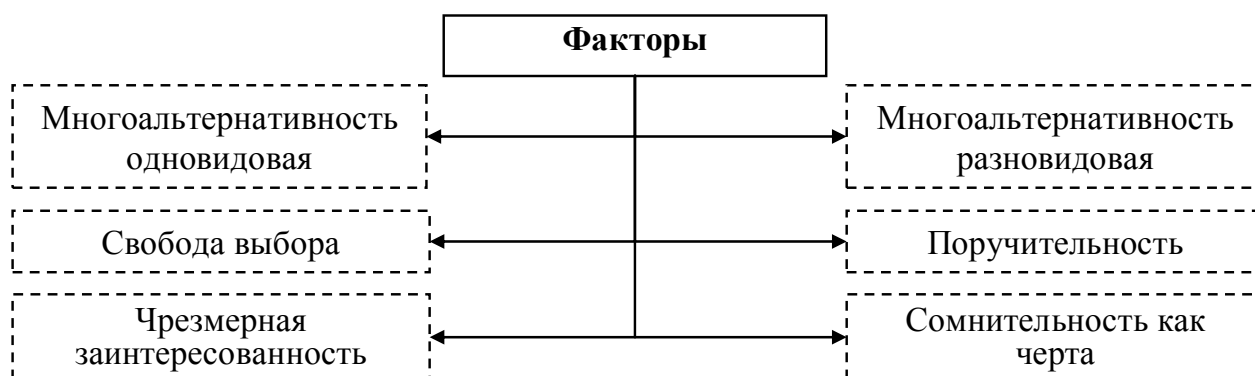 Факторы
Многоальтернативность
одновидовая
Многоальтернативность
разновидовая
Свобода выбора
Поручительность
Чрезмерная
заинтересованность
Сомнительность как
черта